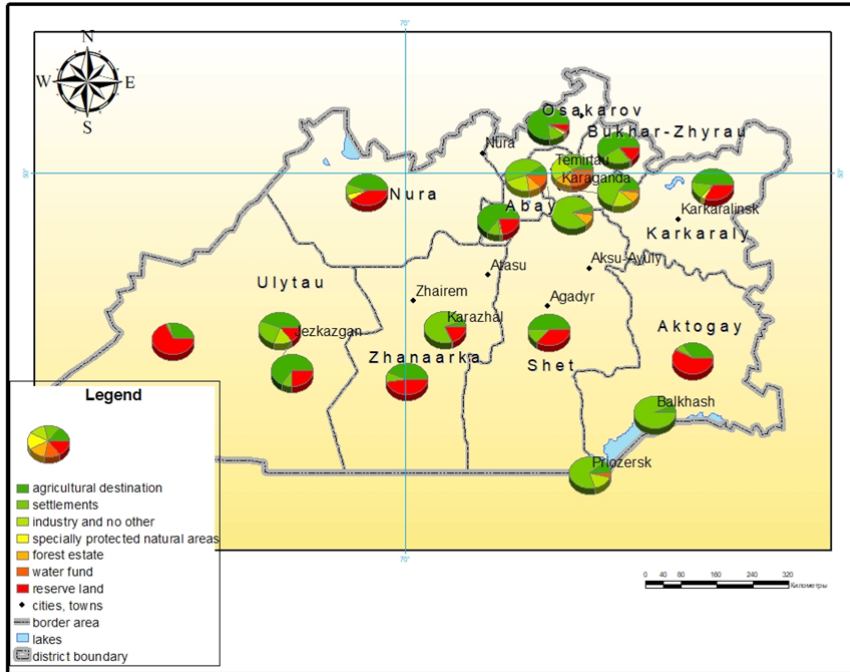 70°
N
W E
S
Osakarov
Bukhar-Zhyrau
Nura
Temirtau
50°
50°
Karaganda
Nura
Abay
Karkaralinsk
Karkaraly
Atasu
Aksu-Ayuly
Ulytau
Zhairem
Agadyr
Karazhal
Jezkazgan
Aktogay
Zhanaarka
Shet
Balkhash
Priozersk
Legend
agricultural destination
settlements
industry and no other
specially protected natural areas
forest estate
water fund
reserve land
cities, towns
border area
lakes
district boundary
70°
0 40 80 160 240 320
Километры